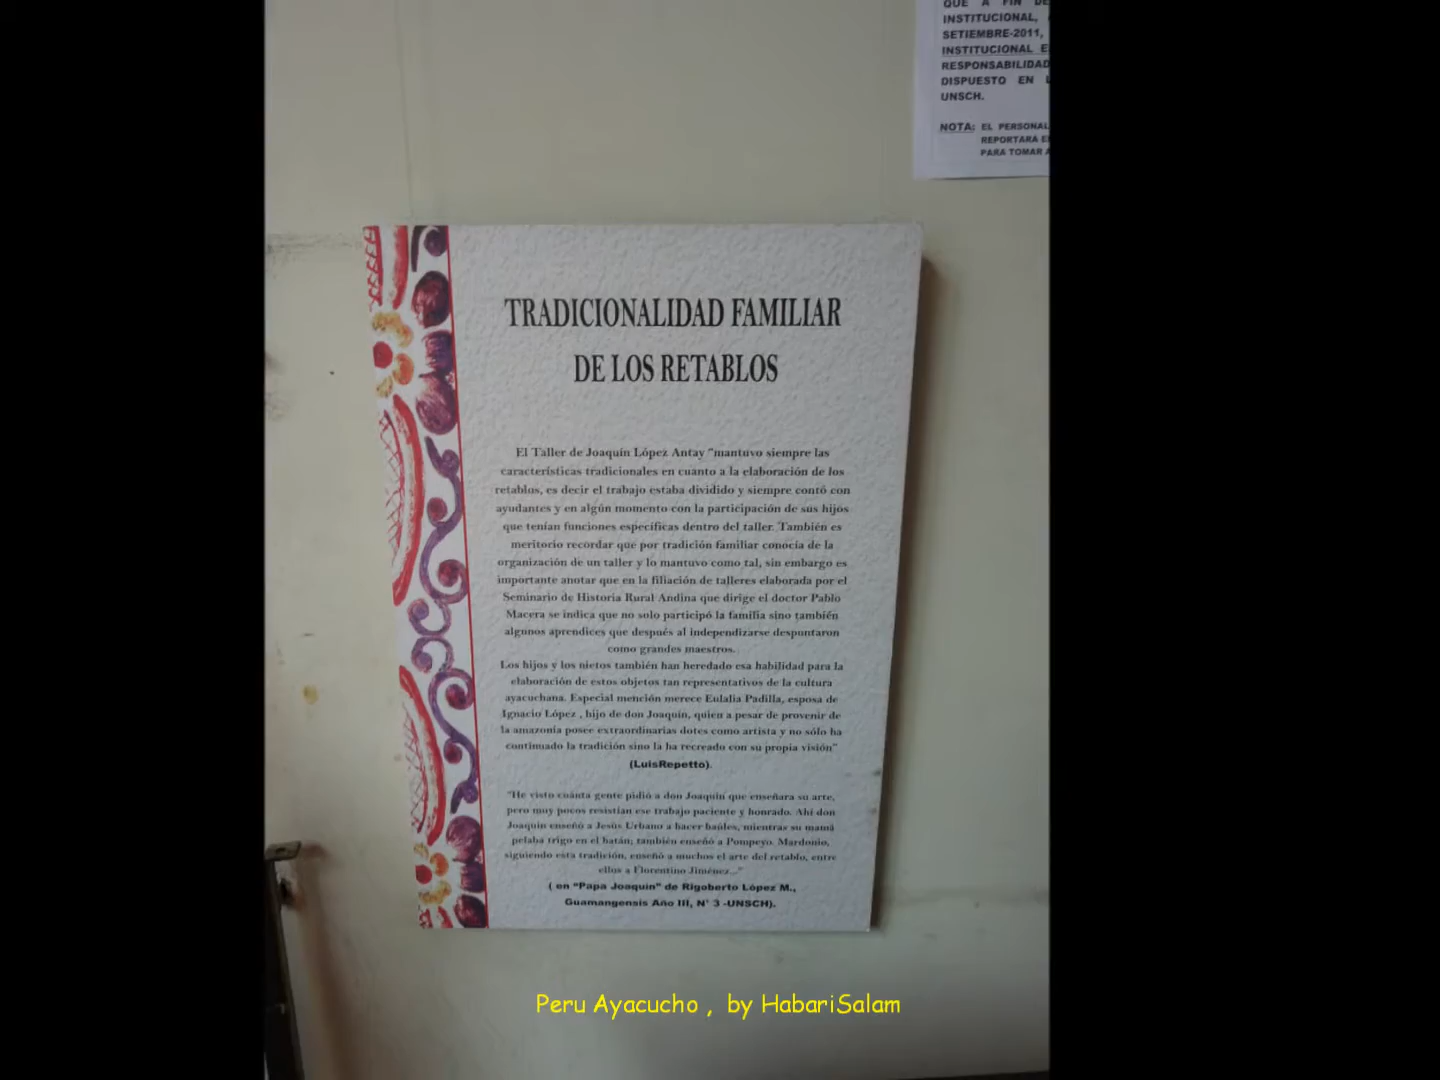 QUE A FIN DE
INSTITUCIONAL,
SETIEMBRE-2011,
INSTITUCIONAL
RESPONSABILIDAD
DISPUESTO EN
UNSCH.
NOTA: EL PERSONAL
REPORTARA
PARA TOMAR
TRADICIONALIDAD FAMILIAR
DE LOS RETABLOS
El Taller de Joaquín López Antay "mantuvo siempre las
características tradicionales en cuanto a la elaboración de los
retablos, es decir el trabajo estaba dividido y siempre contó con
ayudantes y en algún momento con la participación de sus hijos
que tenían funciones específicas dentro del taller. También es
meritorio recordar que por tradición familiar conocía de la
organización de un taller y lo mantuvo como tal, sin embargo es
importante anotar que en la filiación de talleres elaborada por el
Seminario de Historia Rural Andina que dirige el doctor Pablo
Macera se indica que no solo participó la familia sino también
algunos aprendices que después al independizarse despuntaron
como grandes maestros.
Los hijos y los nietos también han heredado esa habilidad para la
elaboración de estos objetos tan representativos de la cultura
ayacuchana. Especial mención merece Eulalia Padilla, esposa de
Ignacio López , hijo de don Joaquín, quien a pesar de provenir de
la amazonía posee extraordinarias dotes como artista y no sólo ha
continuado la tradición sino la ha recreado con su propia visión"
(LuisRepetto).
"He visto cuánta gente pidió a don Joaquín que enseñara su arte,
pero muy pocos resistían ese trabajo paciente y honrado. Ahí don
Joaquín enseñó a Jesús Urbano a hacer baúles, mientras su mamá
pelaba trigo en el batán; también enseñó a Pompeyo. Mardonio,
siguiendo esta tradición, enseñó a muchos el arte del retablo, entre
ellos a Florentino Jiménez..."
( en "Papa Joaquín" de Rigoberto López M.,
Guamangensis Año III, N° 3 -UNSCH).
Peru Ayacucho , by HabariSalam